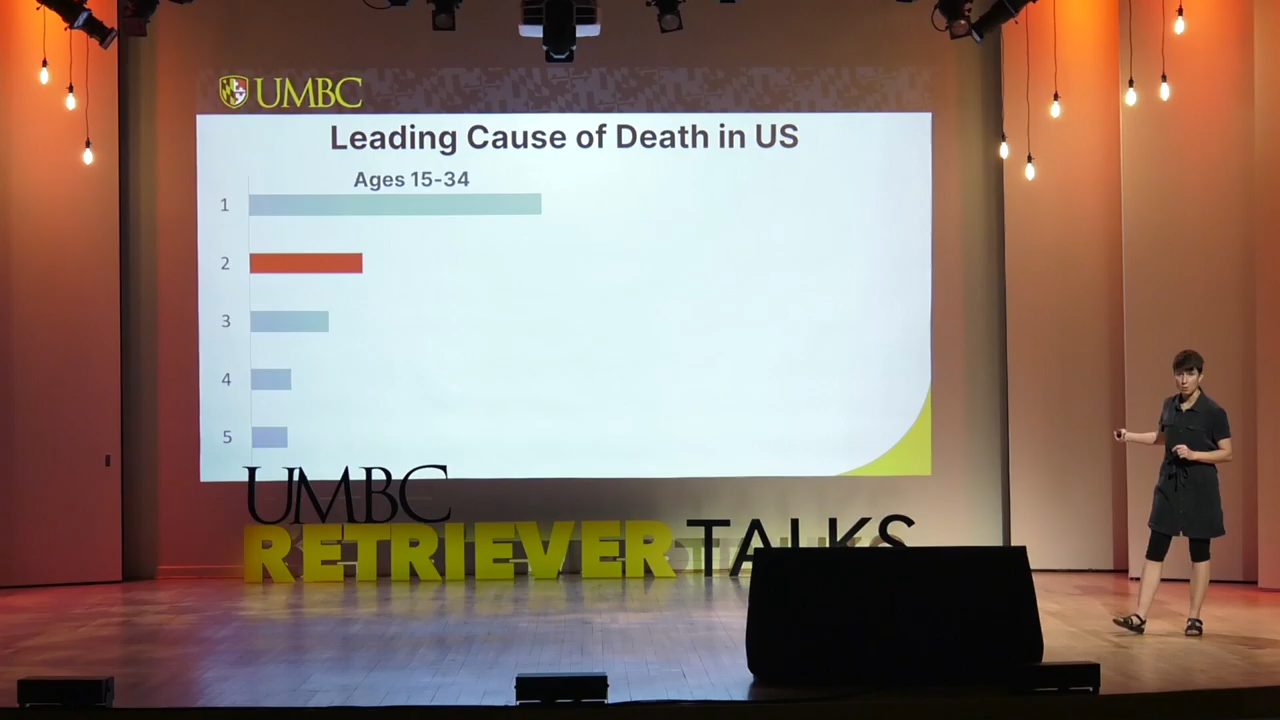 UMBC
Leading Cause of Death in US
Ages 15-34
1
2
3
4
5
UMBC
RETRIEVER TALKS